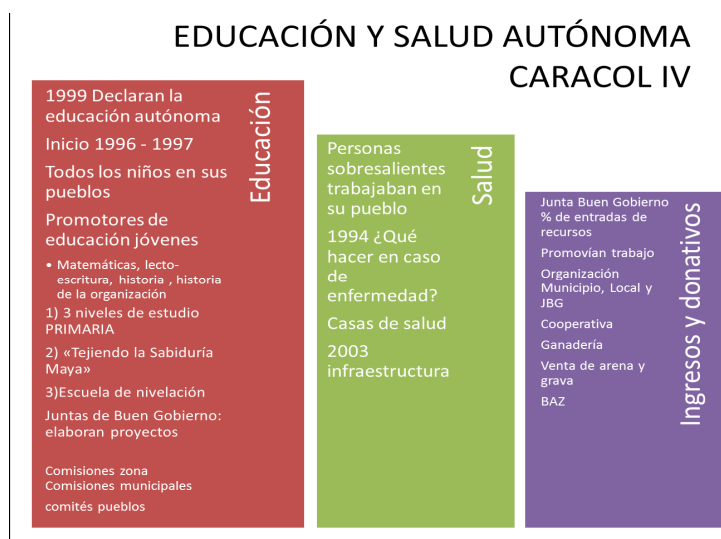 EDUCACIÓN Y SALUD AUTÓNOMA
CARACOL IV
Educación
1999 Declaran la
educación autónoma
Inicio 1996 - 1997
Todos los niños en sus
pueblos
Promotores de
educación jóvenes
• Matemáticas, lecto-
escritura, historia , historia
de la organización
1) 3 niveles de estudio
PRIMARIA
2) «Tejiendo la Sabiduría
Maya»
3)Escuela de nivelación
Juntas de Buen Gobierno:
elaboran proyectos
Comisiones zona
Comisiones municipales
comités pueblos
Salud
Personas
sobresalientes
trabajaban en
su pueblo
1994 ¿Qué
hacer en caso
de
enfermedad?
Casas de salud
2003
infraestructura
Ingresos y donativos
Junta Buen Gobierno
% de entradas de
recursos
Promovían trabajo
Organización
Municipio, Local y
JBG
Cooperativa
Ganadería
Venta de arena y
grava
BAZ